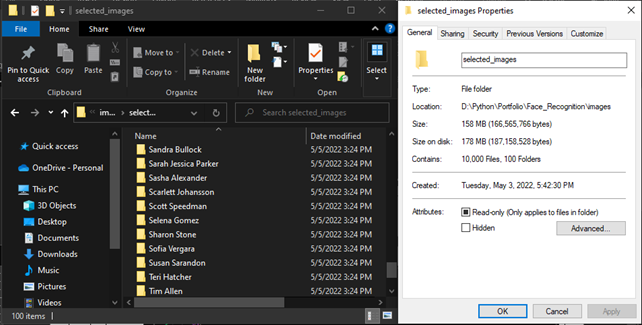 selected_images
File
Home
Share
View
Pin to Quick access
Copy
Paste
Clipboard
Move to
Copy to
Delete
Rename
Organize
New folder
New
Properties
Open
Select
im...
selec...
Search selected_images
Name
Date modified
Quick access
OneDrive - Personal
This PC
3D Objects
Desktop
Documents
Downloads
Music
Pictures
Videos
Sandra Bullock 5/5/2022 3:24 PM
Sarah Jessica Parker 5/5/2022 3:24 PM
Sasha Alexander 5/5/2022 3:24 PM
Scarlett Johansson 5/5/2022 3:24 PM
Scott Speedman 5/5/2022 3:24 PM
Selena Gomez 5/5/2022 3:24 PM
Sharon Stone 5/5/2022 3:24 PM
Sofia Vergara 5/5/2022 3:24 PM
Susan Sarandon 5/5/2022 3:24 PM
Teri Hatcher 5/5/2022 3:24 PM
Tim Allen 5/5/2022 3:24 PM
100 items
selected_images Properties
General Sharing Security Previous Versions Customize
selected_images
Type: File folder
Location: D:\Python\Portfolio\Face_Recognition\images
Size: 158 MB (166,565,766 bytes)
Size on disk: 178 MB (187,158,528 bytes)
Contains: 10,000 Files, 100 Folders
Created: Tuesday, May 3, 2022, 5:42:30 PM
Attributes: Read-only (Only applies to files in folder)
Hidden
Advanced...
OK Cancel Apply